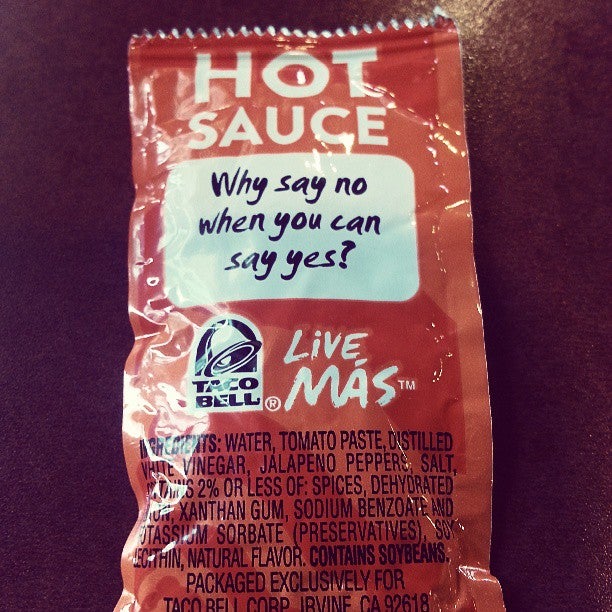 HOT
SAUCE
Why say no
when you can
say yes?
TACO
BELL®
LIVE
MÁS™
INGREDIENTS: WATER, TOMATO PASTE, DISTILLED
WHITE VINEGAR, JALAPENO PEPPERS, SALT,
CONTAINS 2% OR LESS OF: SPICES, DEHYDRATED
XANTHAN GUM, SODIUM BENZOATE AND
POTASSIUM SORBATE (PRESERVATIVES), SOY
LECITHIN, NATURAL FLAVOR. CONTAINS SOYBEANS.
PACKAGED EXCLUSIVELY FOR
TACO BELL CORP. IRVINE, CA 92618